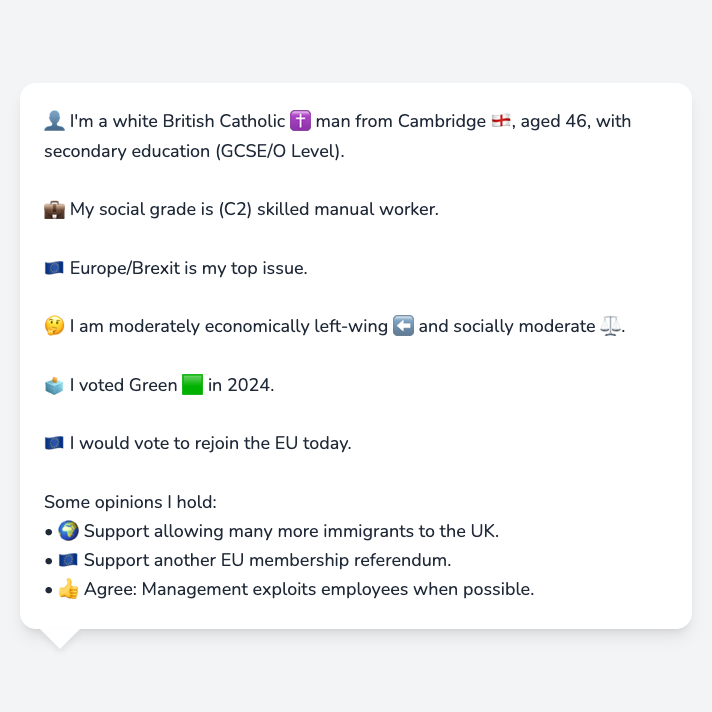 👤 I'm a white British Catholic ✝️ man from Cambridge 🏴󠁧󠁢󠁥󠁮󠁧󠁿, aged 46, with
secondary education (GCSE/O Level).
💼 My social grade is (C2) skilled manual worker.
🇪🇺 Europe/Brexit is my top issue.
🤔 I am moderately economically left-wing ⬅️ and socially moderate ⚖️.
🗳️ I voted Green 🟩 in 2024.
🇪🇺 I would vote to rejoin the EU today.
Some opinions I hold:
• 🌍 Support allowing many more immigrants to the UK.
• 🇪🇺 Support another EU membership referendum.
• 👍 Agree: Management exploits employees when possible.